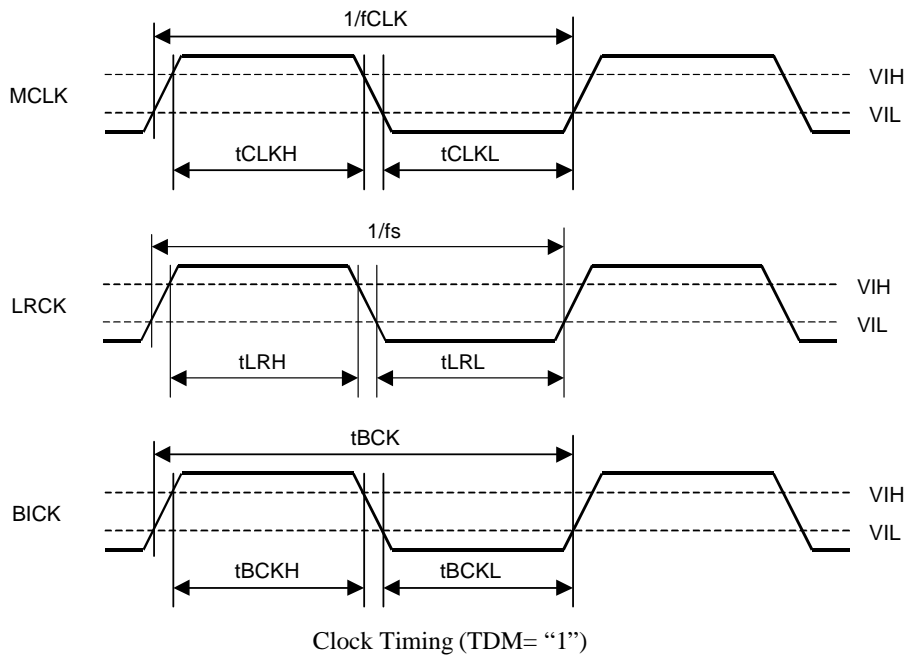 1/fCLK
MCLK
VIH
VIL
tCLKH
tCLKL
1/fs
LRCK
VIH
VIL
tLRH
tLRL
tBCK
BICK
VIH
VIL
tBCKH
tBCKL
Clock Timing (TDM= “1”)